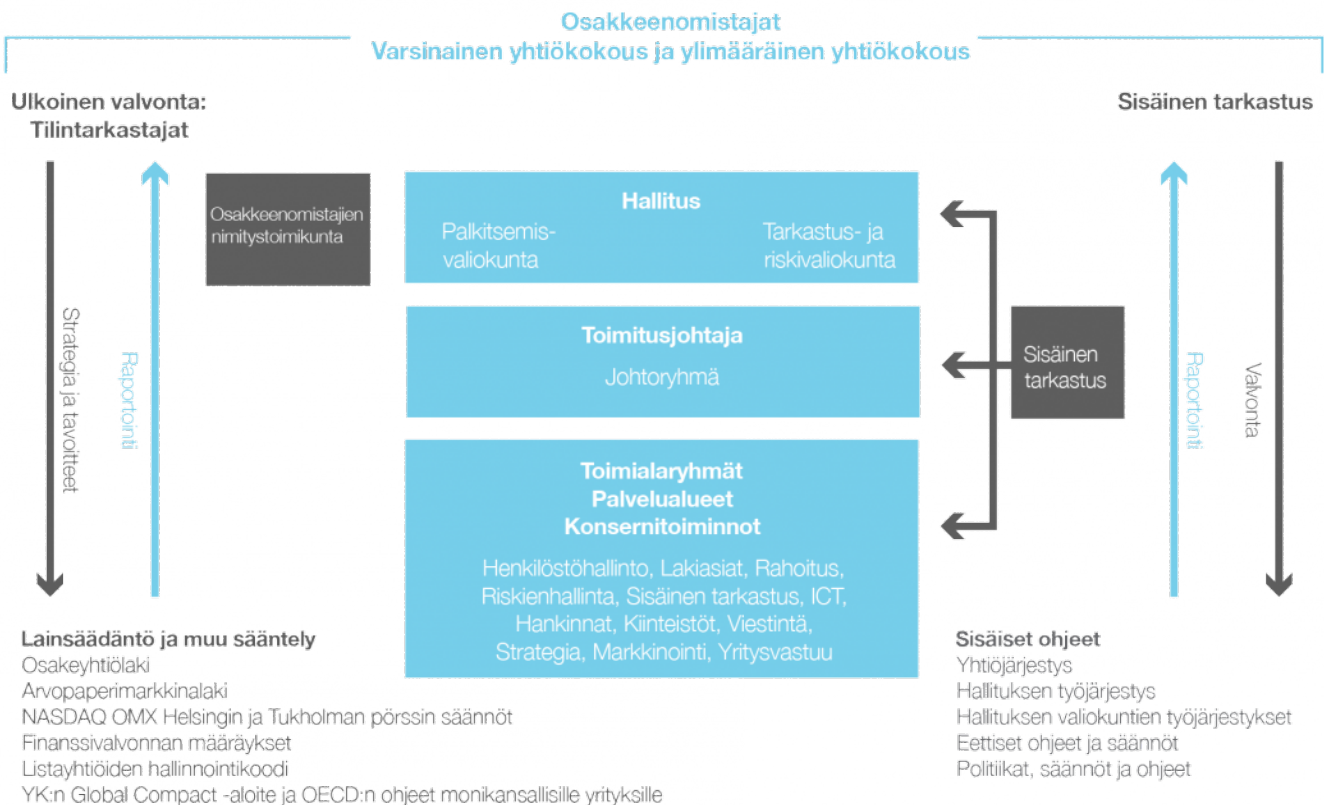 Osakkeenomistajat
Varsinainen yhtiökokous ja ylimääräinen yhtiökokous
Ulkoinen valvonta:
Tilintarkastajat
Sisäinen tarkastus
Strategia ja tavoitteet
Raportointi
Osakkeenomistajien
nimitystoimikunta
Hallitus
Palkitsemis-
valiokunta
Tarkastus- ja
riskivaliokunta
Toimitusjohtaja
Johtoryhmä
Toimialaryhmät
Palvelualueet
Konsernitoiminnot
Henkilöstöhallinto, Lakiasiat, Rahoitus,
Riskienhallinta, Sisäinen tarkastus, ICT,
Hankinnat, Kiinteistöt, Viestintä,
Strategia, Markkinointi, Yritysvastuu
Sisäinen
tarkastus
Raportointi
Valvonta
Lainsäädäntö ja muu sääntely
Osakeyhtiölaki
Arvopaperimarkkinalaki
NASDAQ OMX Helsingin ja Tukholman pörssin säännöt
Finanssivalvonnan määräykset
Listayhtiöiden hallinnointikoodi
YK:n Global Compact -aloite ja OECD:n ohjeet monikansallisille yrityksille
Sisäiset ohjeet
Yhtiöjärjestys
Hallituksen työjärjestys
Hallituksen valiokuntien työjärjestykset
Eettiset ohjeet ja säännöt
Politiikat, säännöt ja ohjeet